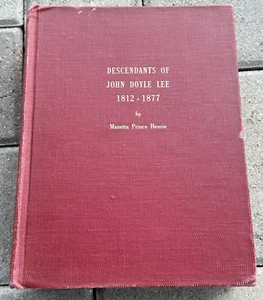 DESCENDANTS OF
JOHN DOYLE LEE
1812-1877
by
Manetta Prince Henrie